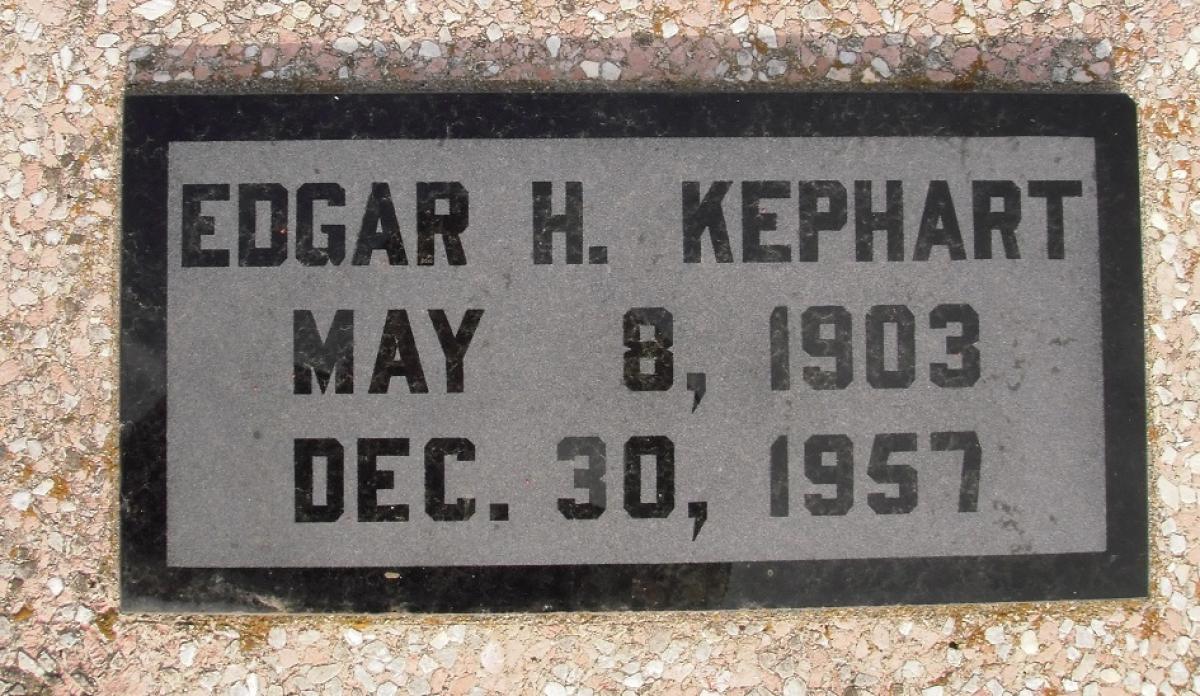 EDGAR H. KEPHART
MAY 8, 1903
DEC. 30, 1957